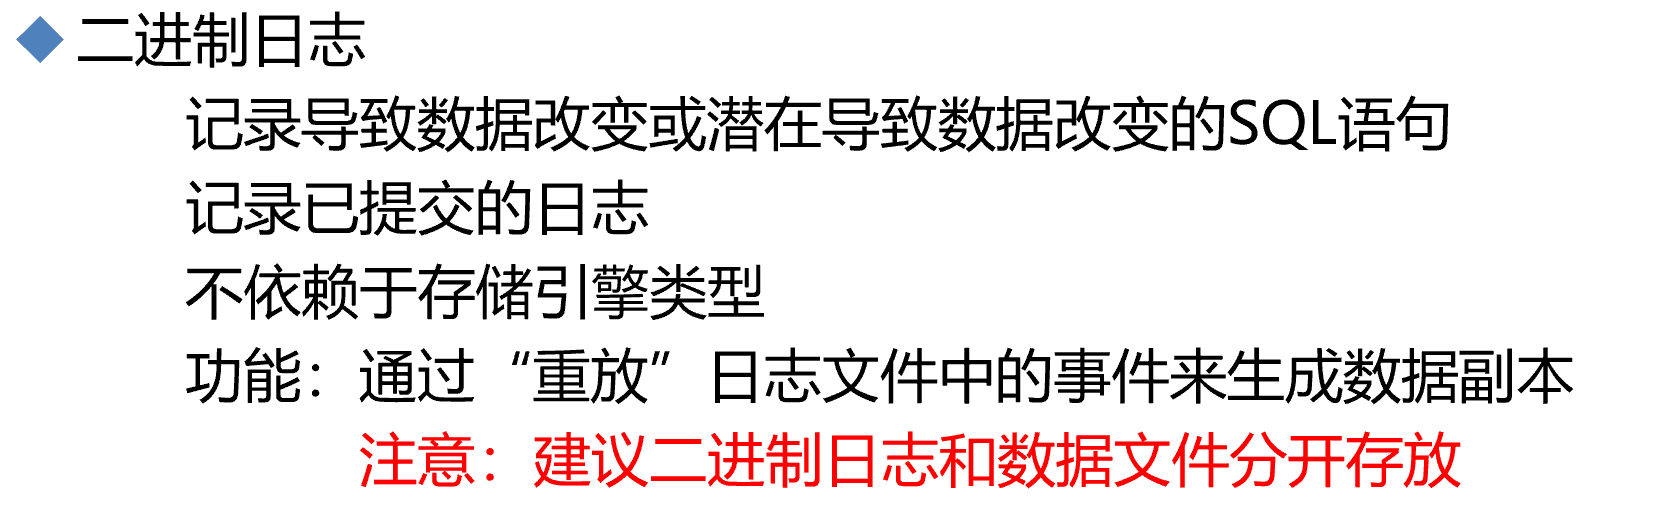 二进制日志
记录导致数据改变或潜在导致数据改变的SQL语句
记录已提交的日志
不依赖于存储引擎类型
功能：通过“重放”日志文件中的事件来生成数据副本
注意：建议二进制日志和数据文件分开存放